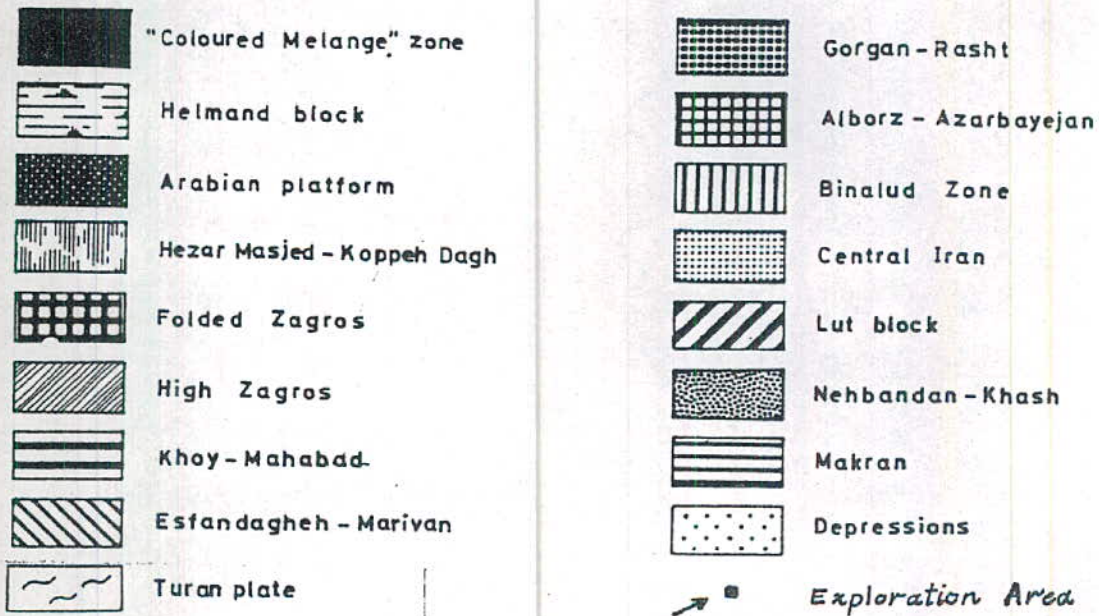 "Coloured Melange" zone
Helmand block
Arabian platform
Hezar Masjed - Koppeh Dagh
Folded Zagros
High Zagros
Khoy - Mahabad
Esfandagheh - Marivan
Turan plate
Gorgan - Rasht
Alborz - Azarbayejan
Binalud Zone
Central Iran
Lut block
Nehbandan - Khash
Makran
Depressions
Exploration Area